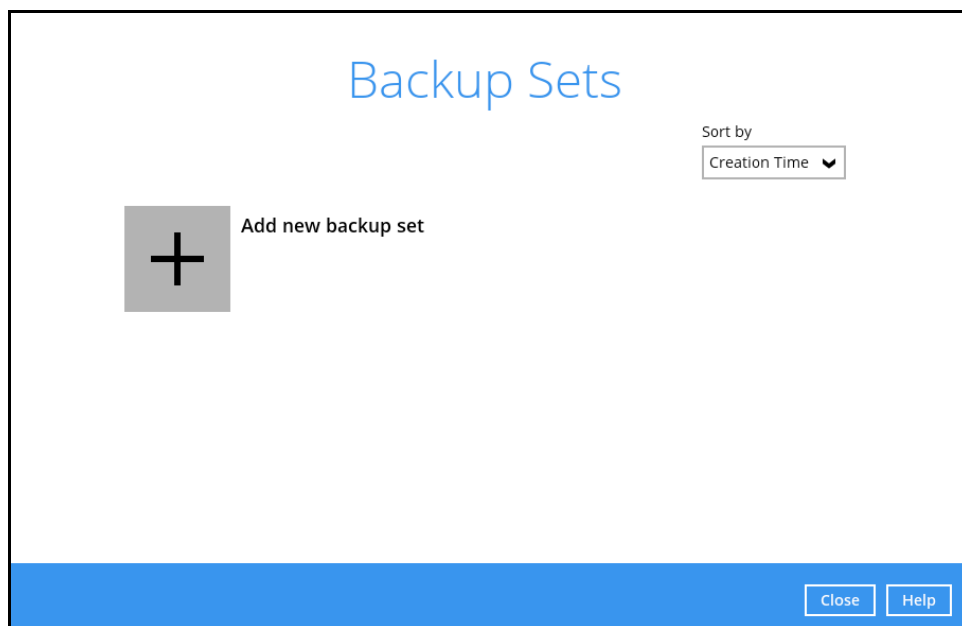 Backup Sets
Sort by
Creation Time
Add new backup set
Close
Help